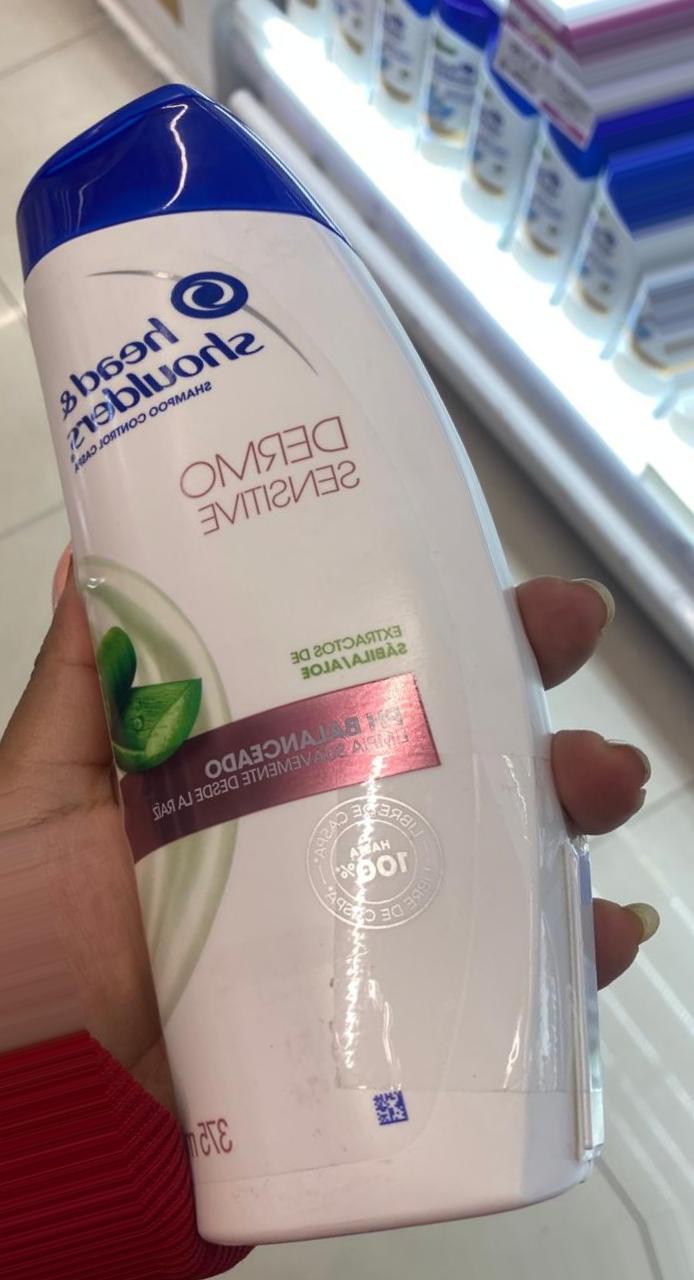 head &
shoulders
SHAMPOO CONTROL CASPA
DERMO
SENSITIVE
EXTRACTOS DE
SÁBILA/ALOE
PH BALANCEADO
LIMPIA SUAVEMENTE DESDE LA RAÍZ
LIBRE DE CASPA*
HASTA
100%*
LIBRE DE CASPA*
375 m